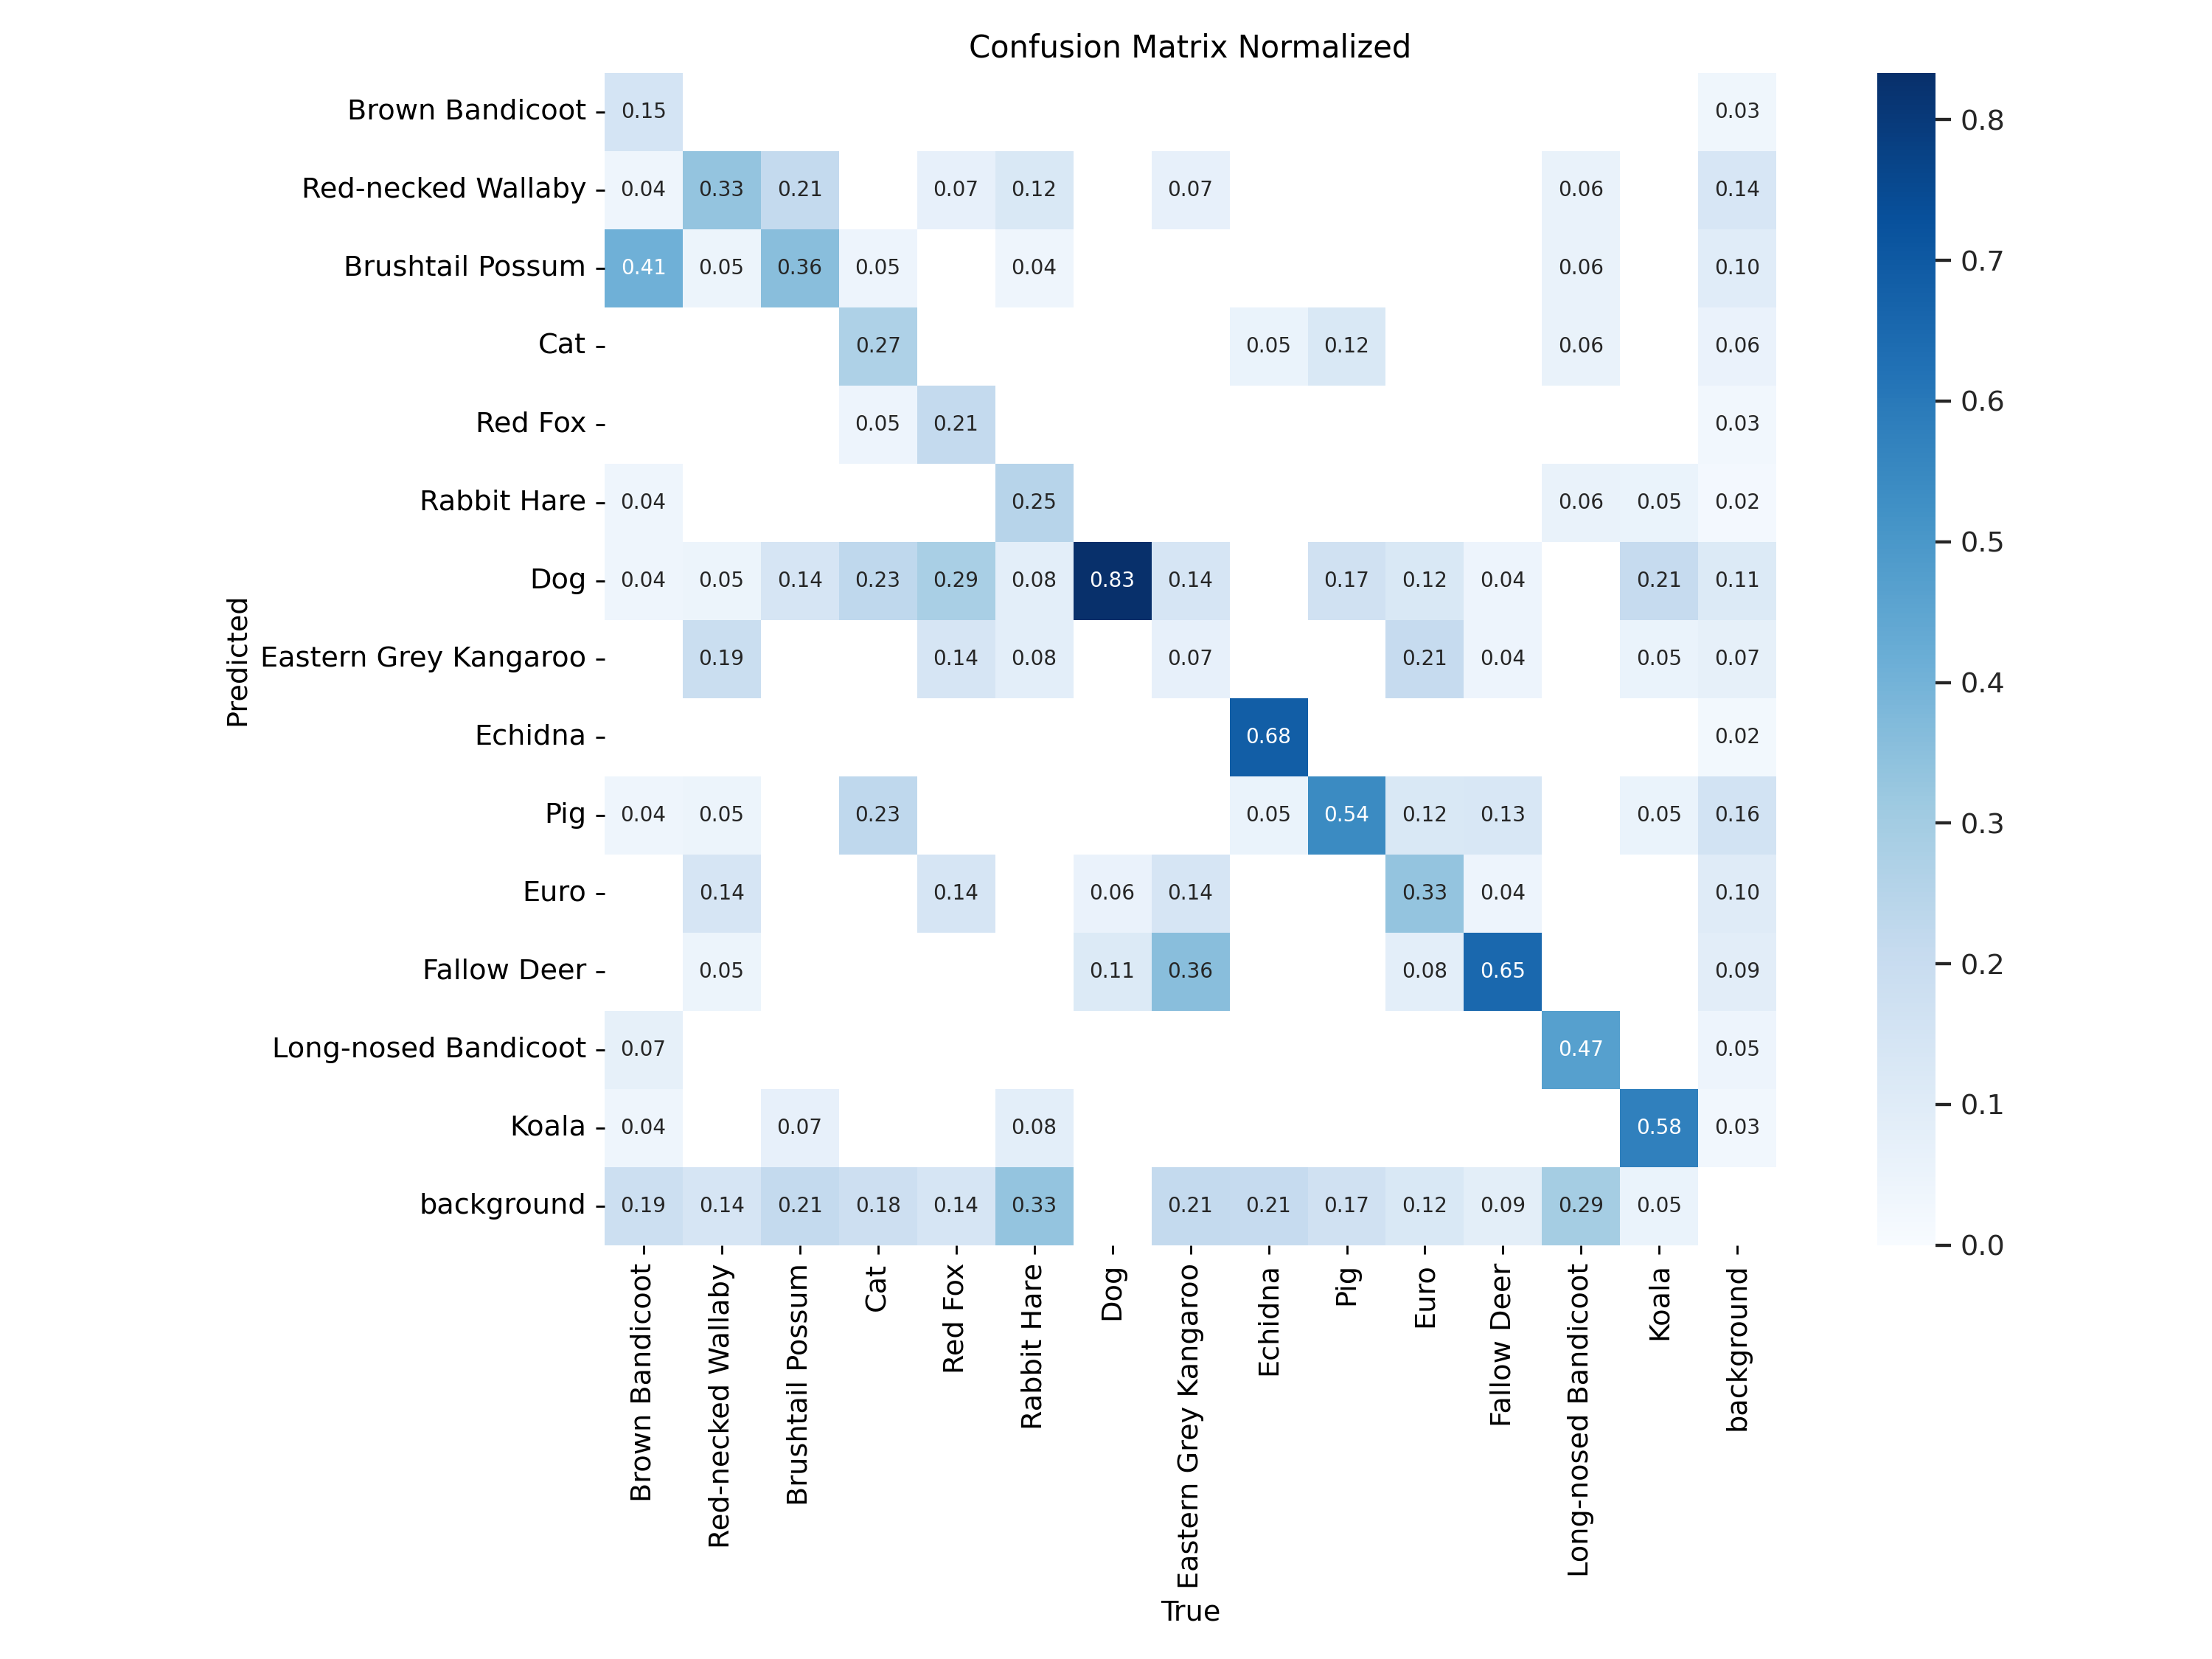 Confusion Matrix Normalized
Brown Bandicoot 0.15 0.03
Red-necked Wallaby 0.04 0.33 0.21 0.07 0.12 0.07 0.06 0.14
Brushtail Possum 0.41 0.05 0.36 0.05 0.04 0.06 0.10
Cat 0.27 0.05 0.12 0.06 0.06
Red Fox 0.05 0.21 0.03
Rabbit Hare 0.04 0.25 0.06 0.05 0.02
Dog 0.04 0.05 0.14 0.23 0.29 0.08 0.83 0.14 0.17 0.12 0.04 0.21 0.11
Eastern Grey Kangaroo 0.19 0.14 0.08 0.07 0.21 0.04 0.05 0.07
Echidna 0.68 0.02
Pig 0.04 0.05 0.23 0.05 0.54 0.12 0.13 0.05 0.16
Euro 0.14 0.14 0.06 0.14 0.33 0.04 0.10
Fallow Deer 0.05 0.11 0.36 0.08 0.65 0.09
Long-nosed Bandicoot 0.07 0.47 0.05
Koala 0.04 0.07 0.08 0.58 0.03
background 0.19 0.14 0.21 0.18 0.14 0.33 0.21 0.21 0.17 0.12 0.09 0.29 0.05
Predicted
Brown Bandicoot
Red-necked Wallaby
Brushtail Possum
Cat
Red Fox
Rabbit Hare
Dog
Eastern Grey Kangaroo
Echidna
Pig
Euro
Fallow Deer
Long-nosed Bandicoot
Koala
background
True
0.8
0.7
0.6
0.5
0.4
0.3
0.2
0.1
0.0